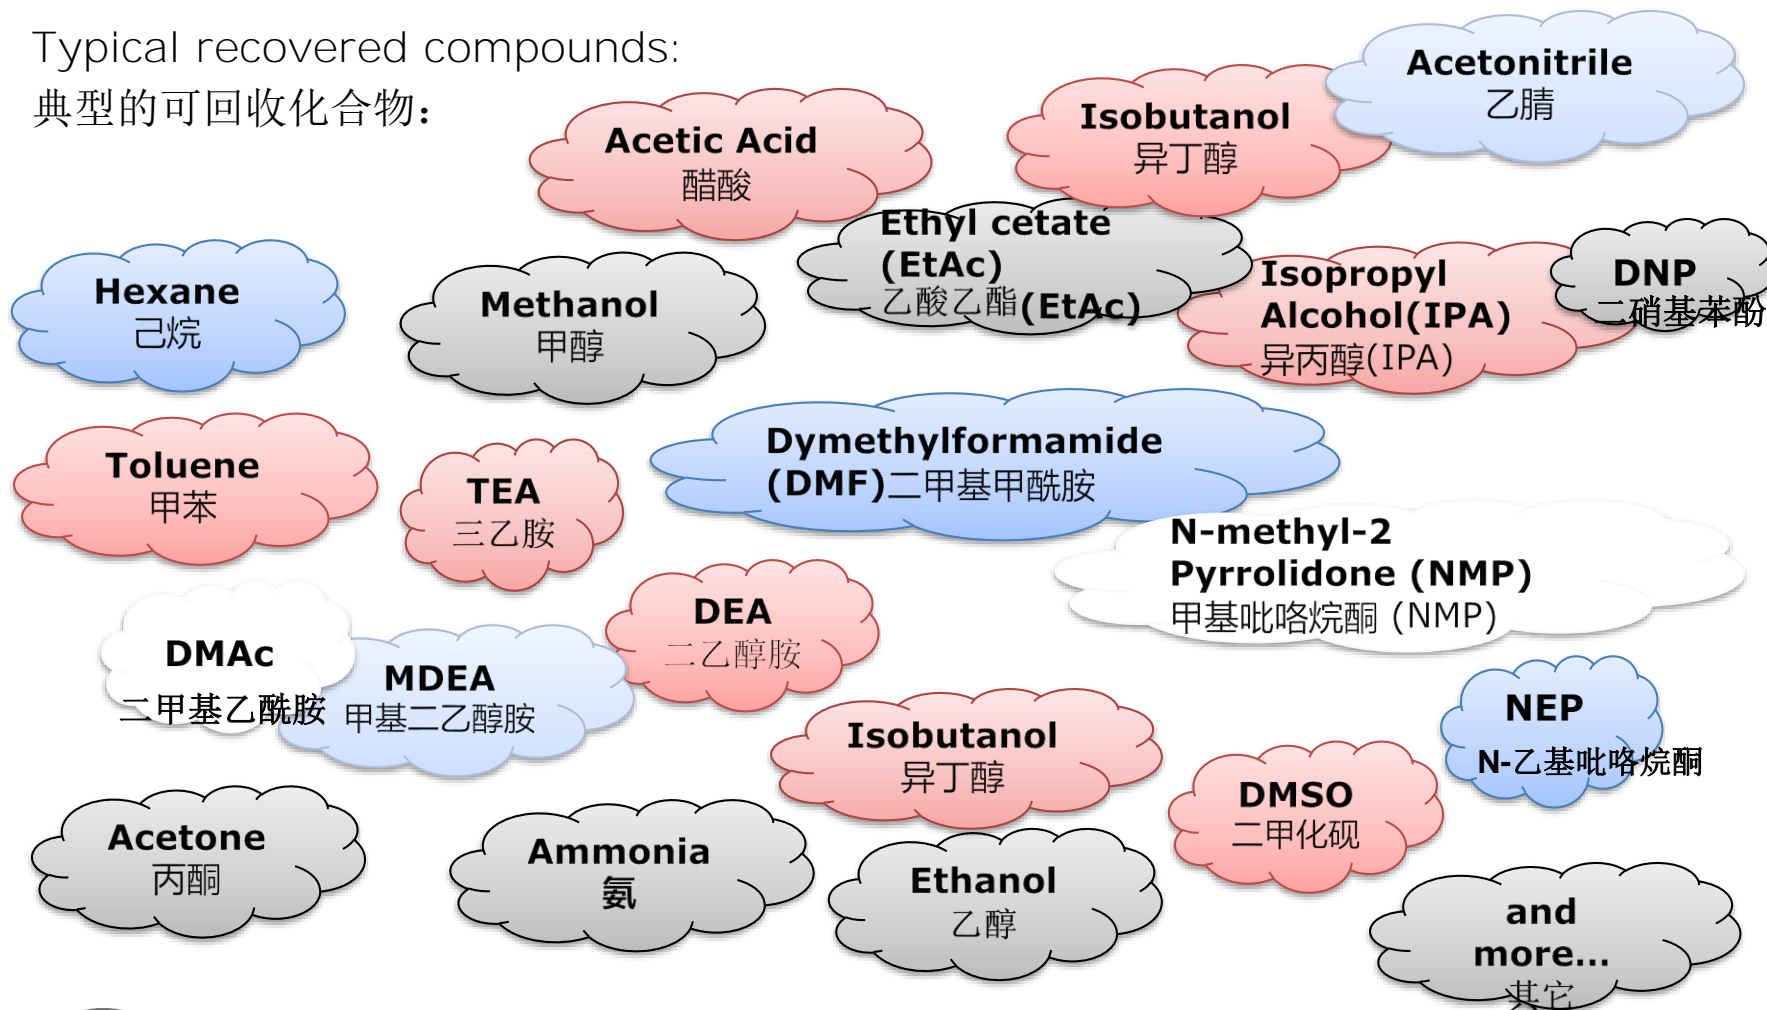 Typical recovered compounds:
典型的可回收化合物：
Acetic Acid
醋酸
Isobutanol
异丁醇
Acetonitrile
乙腈
Hexane
己烷
Methanol
甲醇
Ethyl cetate
(EtAc)
乙酸乙酯(EtAc)
Isopropyl
Alcohol(IPA)
异丙醇(IPA)
DNP
二硝基苯酚
Toluene
甲苯
TEA
三乙胺
Dymethylformamide
(DMF)二甲基甲酰胺
N-methyl-2
Pyrrolidone (NMP)
甲基吡咯烷酮 (NMP)
DMAc
二甲基乙酰胺
MDEA
甲基二乙醇胺
DEA
二乙醇胺
Isobutanol
异丁醇
NEP
N-乙基吡咯烷酮
DMSO
二甲化砚
Acetone
丙酮
Ammonia
氨
Ethanol
乙醇
and
more...
其它